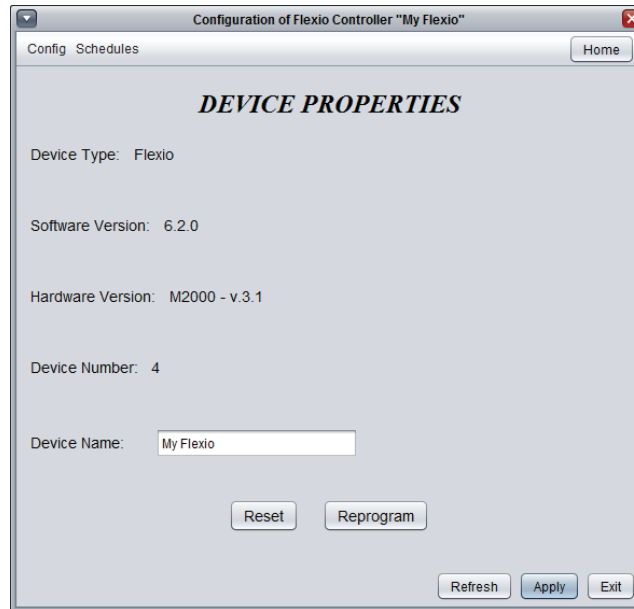 Configuration of Flexio Controller "My Flexio"
Config Schedules Home
DEVICE PROPERTIES
Device Type: Flexio
Software Version: 6.2.0
Hardware Version: M2000 - v.3.1
Device Number: 4
Device Name: My Flexio
Reset Reprogram
Refresh Apply Exit